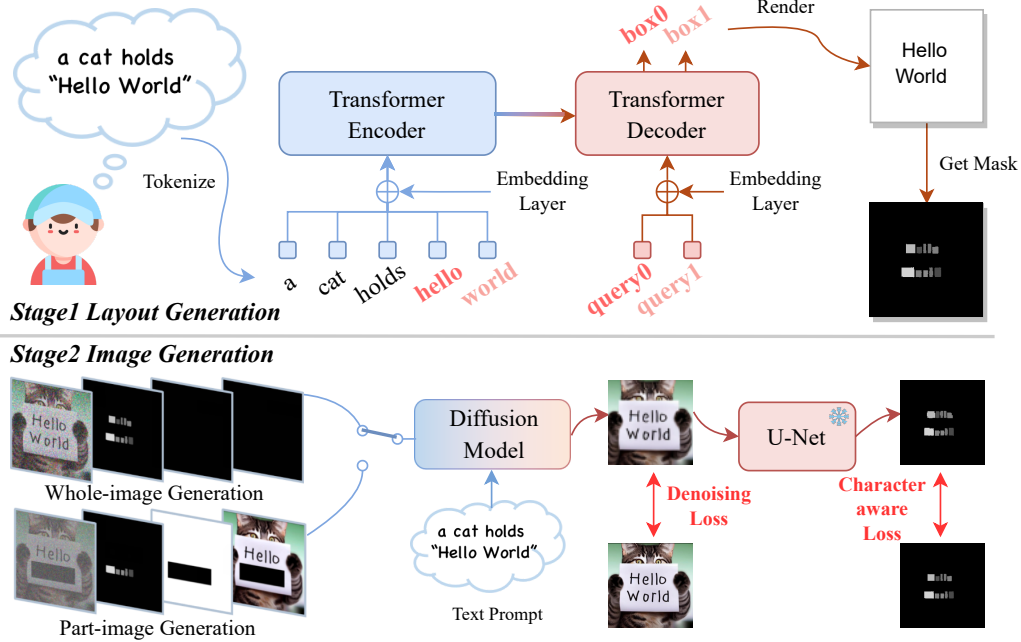 a cat holds
“Hello World”
Tokenize
Transformer
Encoder
Embedding
Layer
a
cat
holds
hello
world
box0
box1
Transformer
Decoder
Embedding
Layer
query0
query1
Render
Hello
World
Get Mask
Stage1 Layout Generation
Stage2 Image Generation
Hello
World
Whole-image Generation
Hello
Hello
Part-image Generation
Diffusion
Model
a cat holds
“Hello World”
Text Prompt
Hello
World
Denoising
Loss
Hello
World
U-Net
Character
aware
Loss